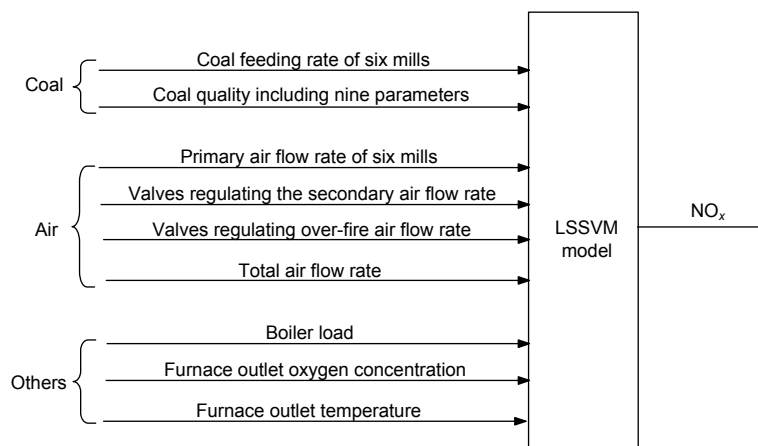 Coal
Coal feeding rate of six mills
Coal quality including nine parameters
Air
Primary air flow rate of six mills
Valves regulating the secondary air flow rate
Valves regulating over-fire air flow rate
Total air flow rate
Others
Boiler load
Furnace outlet oxygen concentration
Furnace outlet temperature
LSSVM
model
NOx